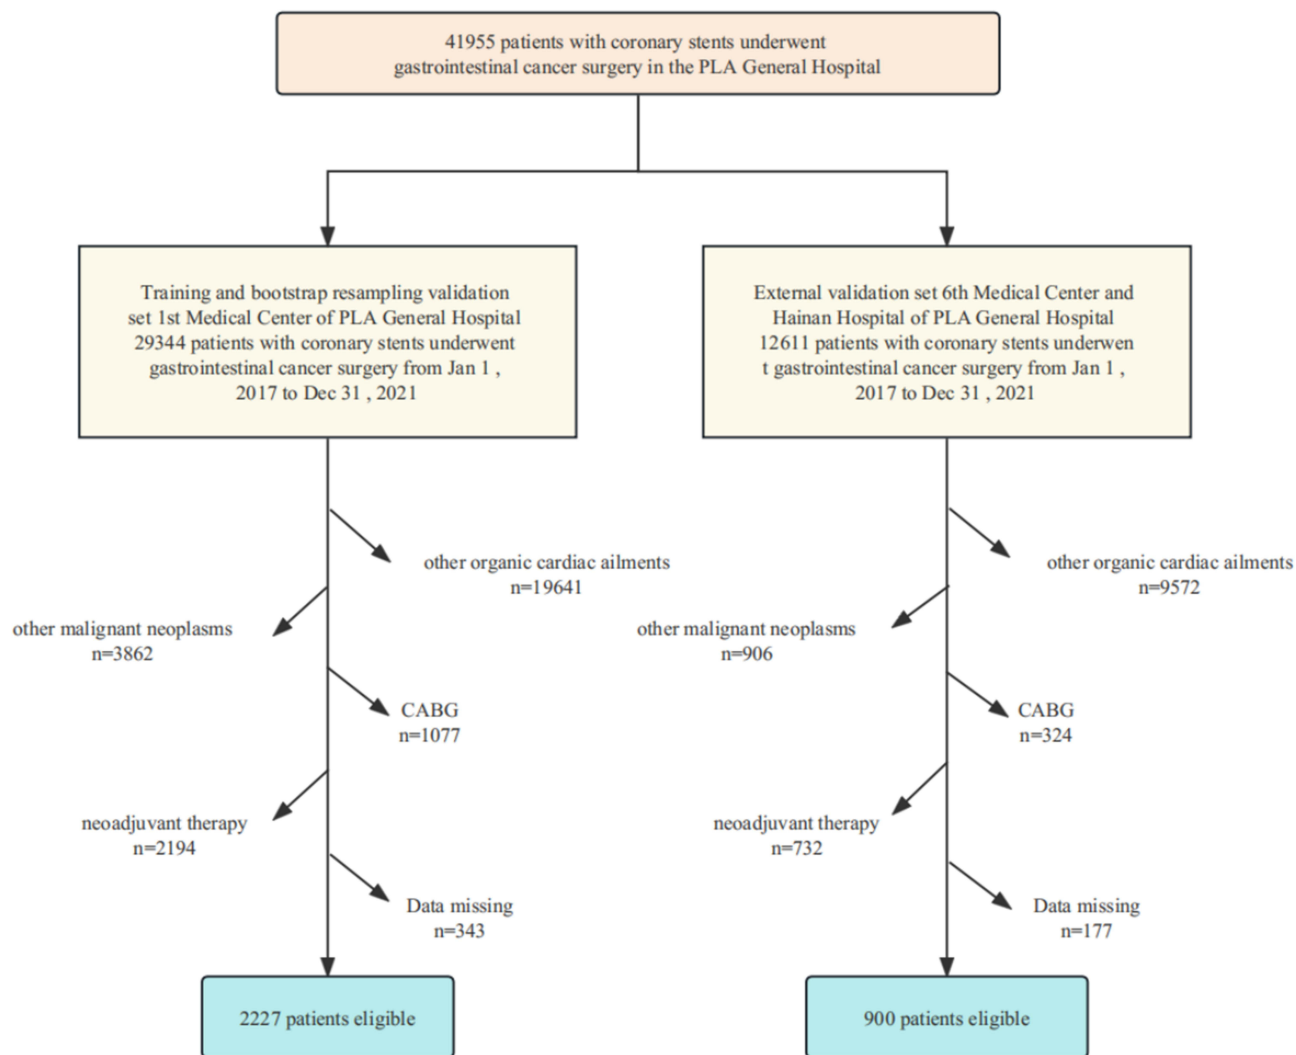 41955 patients with coronary stents underwent
gastrointestinal cancer surgery in the PLA General Hospital
Training and bootstrap resampling validation
set 1st Medical Center of PLA General Hospital
29344 patients with coronary stents underwent
gastrointestinal cancer surgery from Jan 1 ,
2017 to Dec 31 , 2021
External validation set 6th Medical Center and
Hainan Hospital of PLA General Hospital
12611 patients with coronary stents underwen
t gastrointestinal cancer surgery from Jan 1 ,
2017 to Dec 31 , 2021
other organic cardiac ailments
n=19641
other malignant neoplasms
n=3862
CABG
n=1077
neoadjuvant therapy
n=2194
Data missing
n=343
2227 patients eligible
other organic cardiac ailments
n=9572
other malignant neoplasms
n=906
CABG
n=324
neoadjuvant therapy
n=732
Data missing
n=177
900 patients eligible